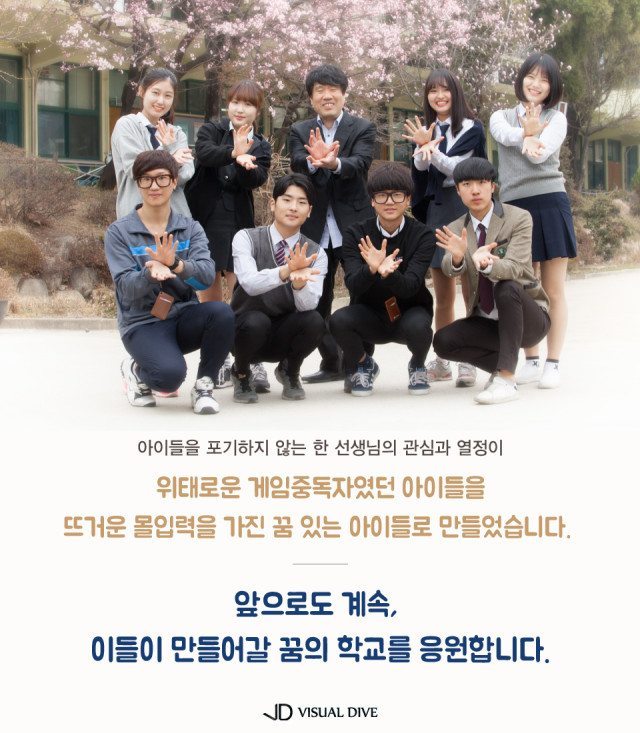 아이들을 포기하지 않는 한 선생님의 관심과 열정이
위태로운 게임중독자였던 아이들을
뜨거운 몰입력을 가진 꿈 있는 아이들로 만들었습니다.
앞으로도 계속,
이들이 만들어갈 꿈의 학교를 응원합니다.
VD VISUAL DIVE